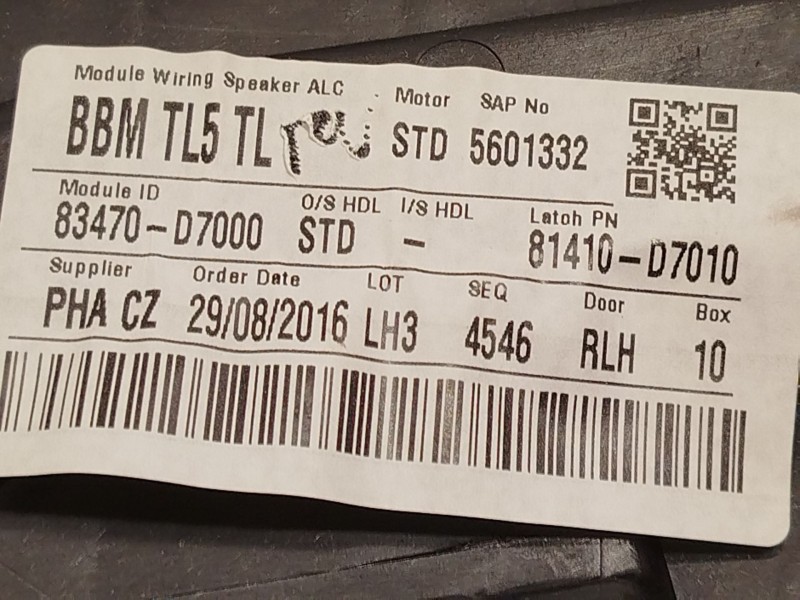 Module Wiring Speaker ALC Motor SAP No
BBM TL5 TL STD 5601332
Module ID O/S HDL I/S HDL Latch PN
83470-D7000 STD - 81410-D7010
Supplier Order Date LOT SEQ Door Box
PHA CZ 29/08/2016 LH3 4546 RLH 10